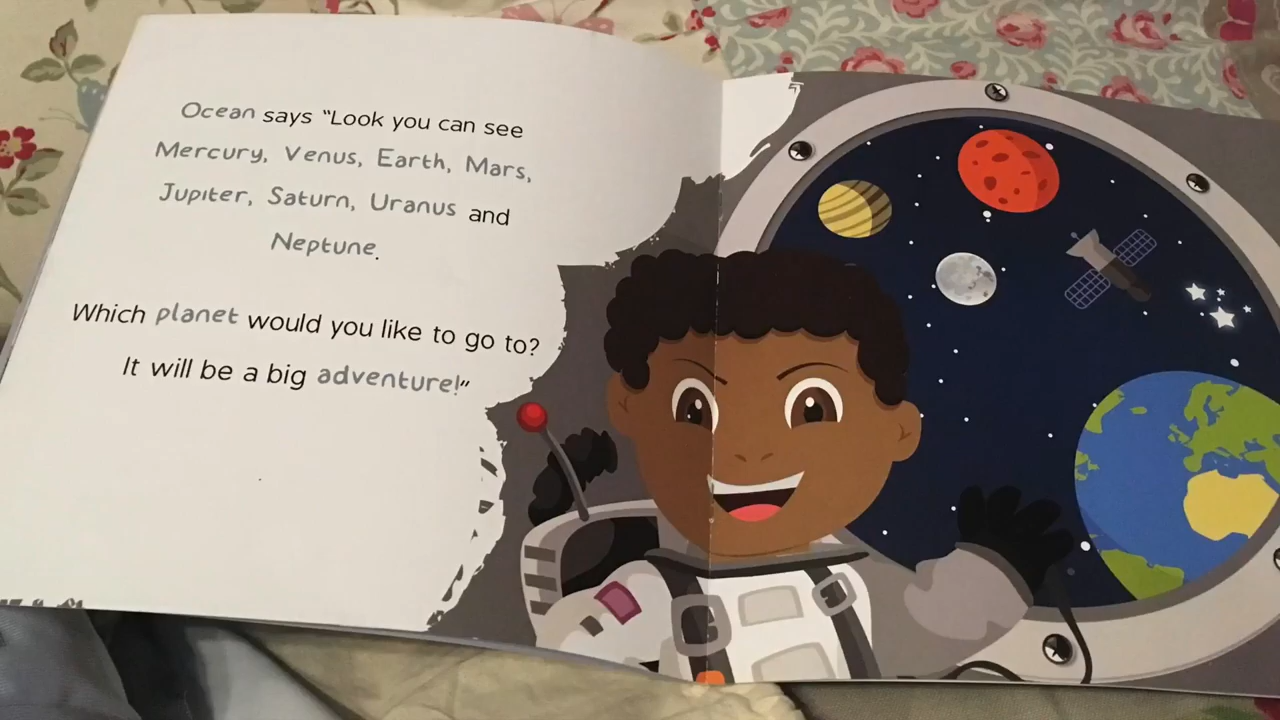 Ocean says “Look you can see
Mercury, Venus, Earth, Mars,
Jupiter, Saturn, Uranus and
Neptune.
Which planet would you like to go to?
It will be a big adventure!”